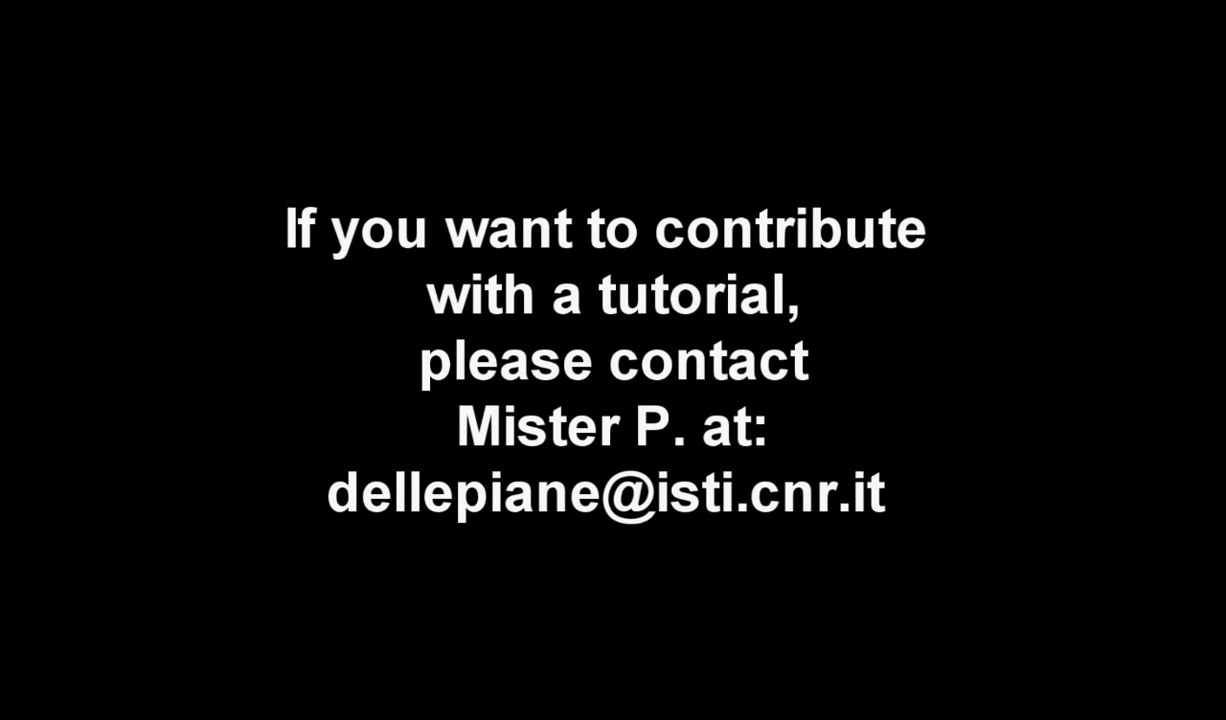 If you want to contribute
with a tutorial,
please contact
Mister P. at:
dellepiane@isti.cnr.it